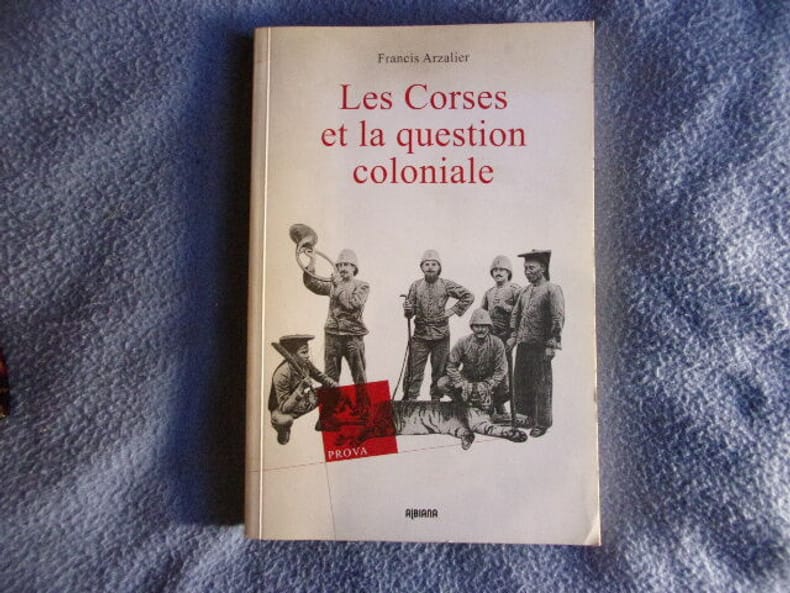 Francis Arzalier
Les Corses
et la question
coloniale
PROVA
ALBIANA